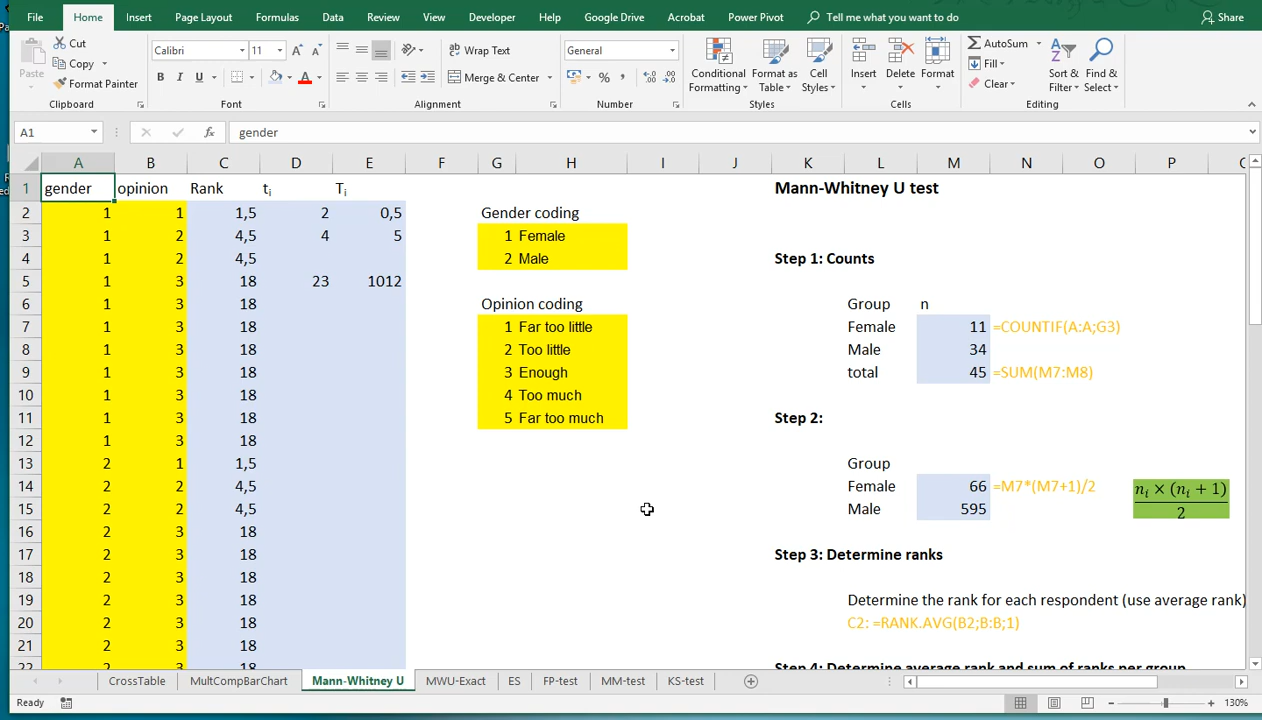 File Home Insert Page Layout Formulas Data Review View Developer Help Google Drive Acrobat Power Pivot Tell me what you want to do Share
Paste
Cut
Copy
Format Painter
Clipboard
Calibri 11
B I U
Font
Wrap Text
Merge & Center
Alignment
General
%
Number
Conditional Formatting
Format as Table
Cell Styles
Styles
Insert
Delete
Format
Cells
AutoSum
Fill
Clear
Sort & Filter
Find & Select
Editing
A1 fx gender
A B C D E F G H I J K L M N O P
1 gender opinion Rank ti Ti Mann-Whitney U test
2 1 1 1,5 2 0,5 Gender coding
3 1 2 4,5 4 5 1 Female
4 1 2 4,5 2 Male Step 1: Counts
5 1 3 18 23 1012
6 1 3 18 Opinion coding Group n
7 1 3 18 1 Far too little Female 11 =COUNTIF(A:A;G3)
8 1 3 18 2 Too little Male 34
9 1 3 18 3 Enough total 45 =SUM(M7:M8)
10 1 3 18 4 Too much
11 1 3 18 5 Far too much Step 2:
12 1 3 18
13 2 1 1,5 Group
14 2 2 4,5 Female 66 =M7*(M7+1)/2 ni × (ni + 1)
15 2 2 4,5 Male 595 2
16 2 3 18
17 2 3 18 Step 3: Determine ranks
18 2 3 18
19 2 3 18 Determine the rank for each respondent (use average rank)
20 2 3 18 C2: =RANK.AVG(B2;B:B;1)
21 2 3 18
22 2 3 18 Step 4: Determine average rank and sum of ranks per group
CrossTable MultCompBarChart Mann-Whitney U MWU-Exact ES FP-test MM-test KS-test
Ready 130%